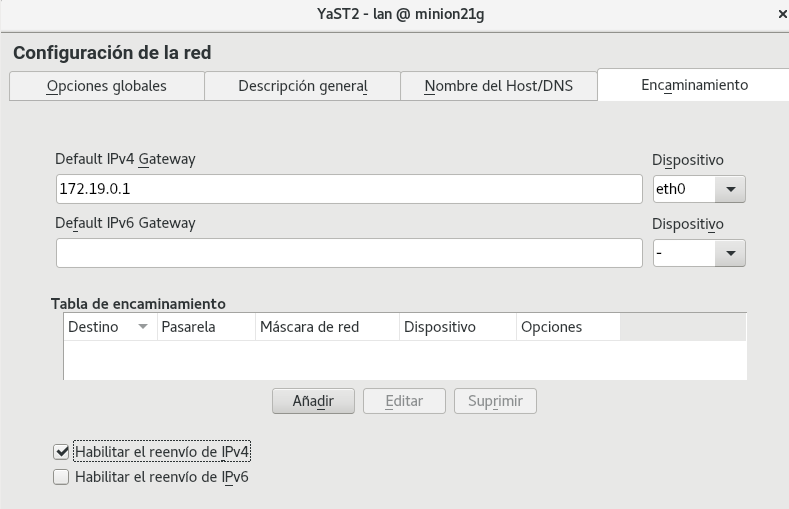 YaST2 - lan @ minion21g ×
Configuración de la red
Opciones globales Descripción general Nombre del Host/DNS Encaminamiento
Default IPv4 Gateway Dispositivo
172.19.0.1 eth0
Default IPv6 Gateway Dispositivo
-
Tabla de encaminamiento
Destino Pasarela Máscara de red Dispositivo Opciones
Añadir Editar Suprimir
Habilitar el reenvío de IPv4
Habilitar el reenvío de IPv6